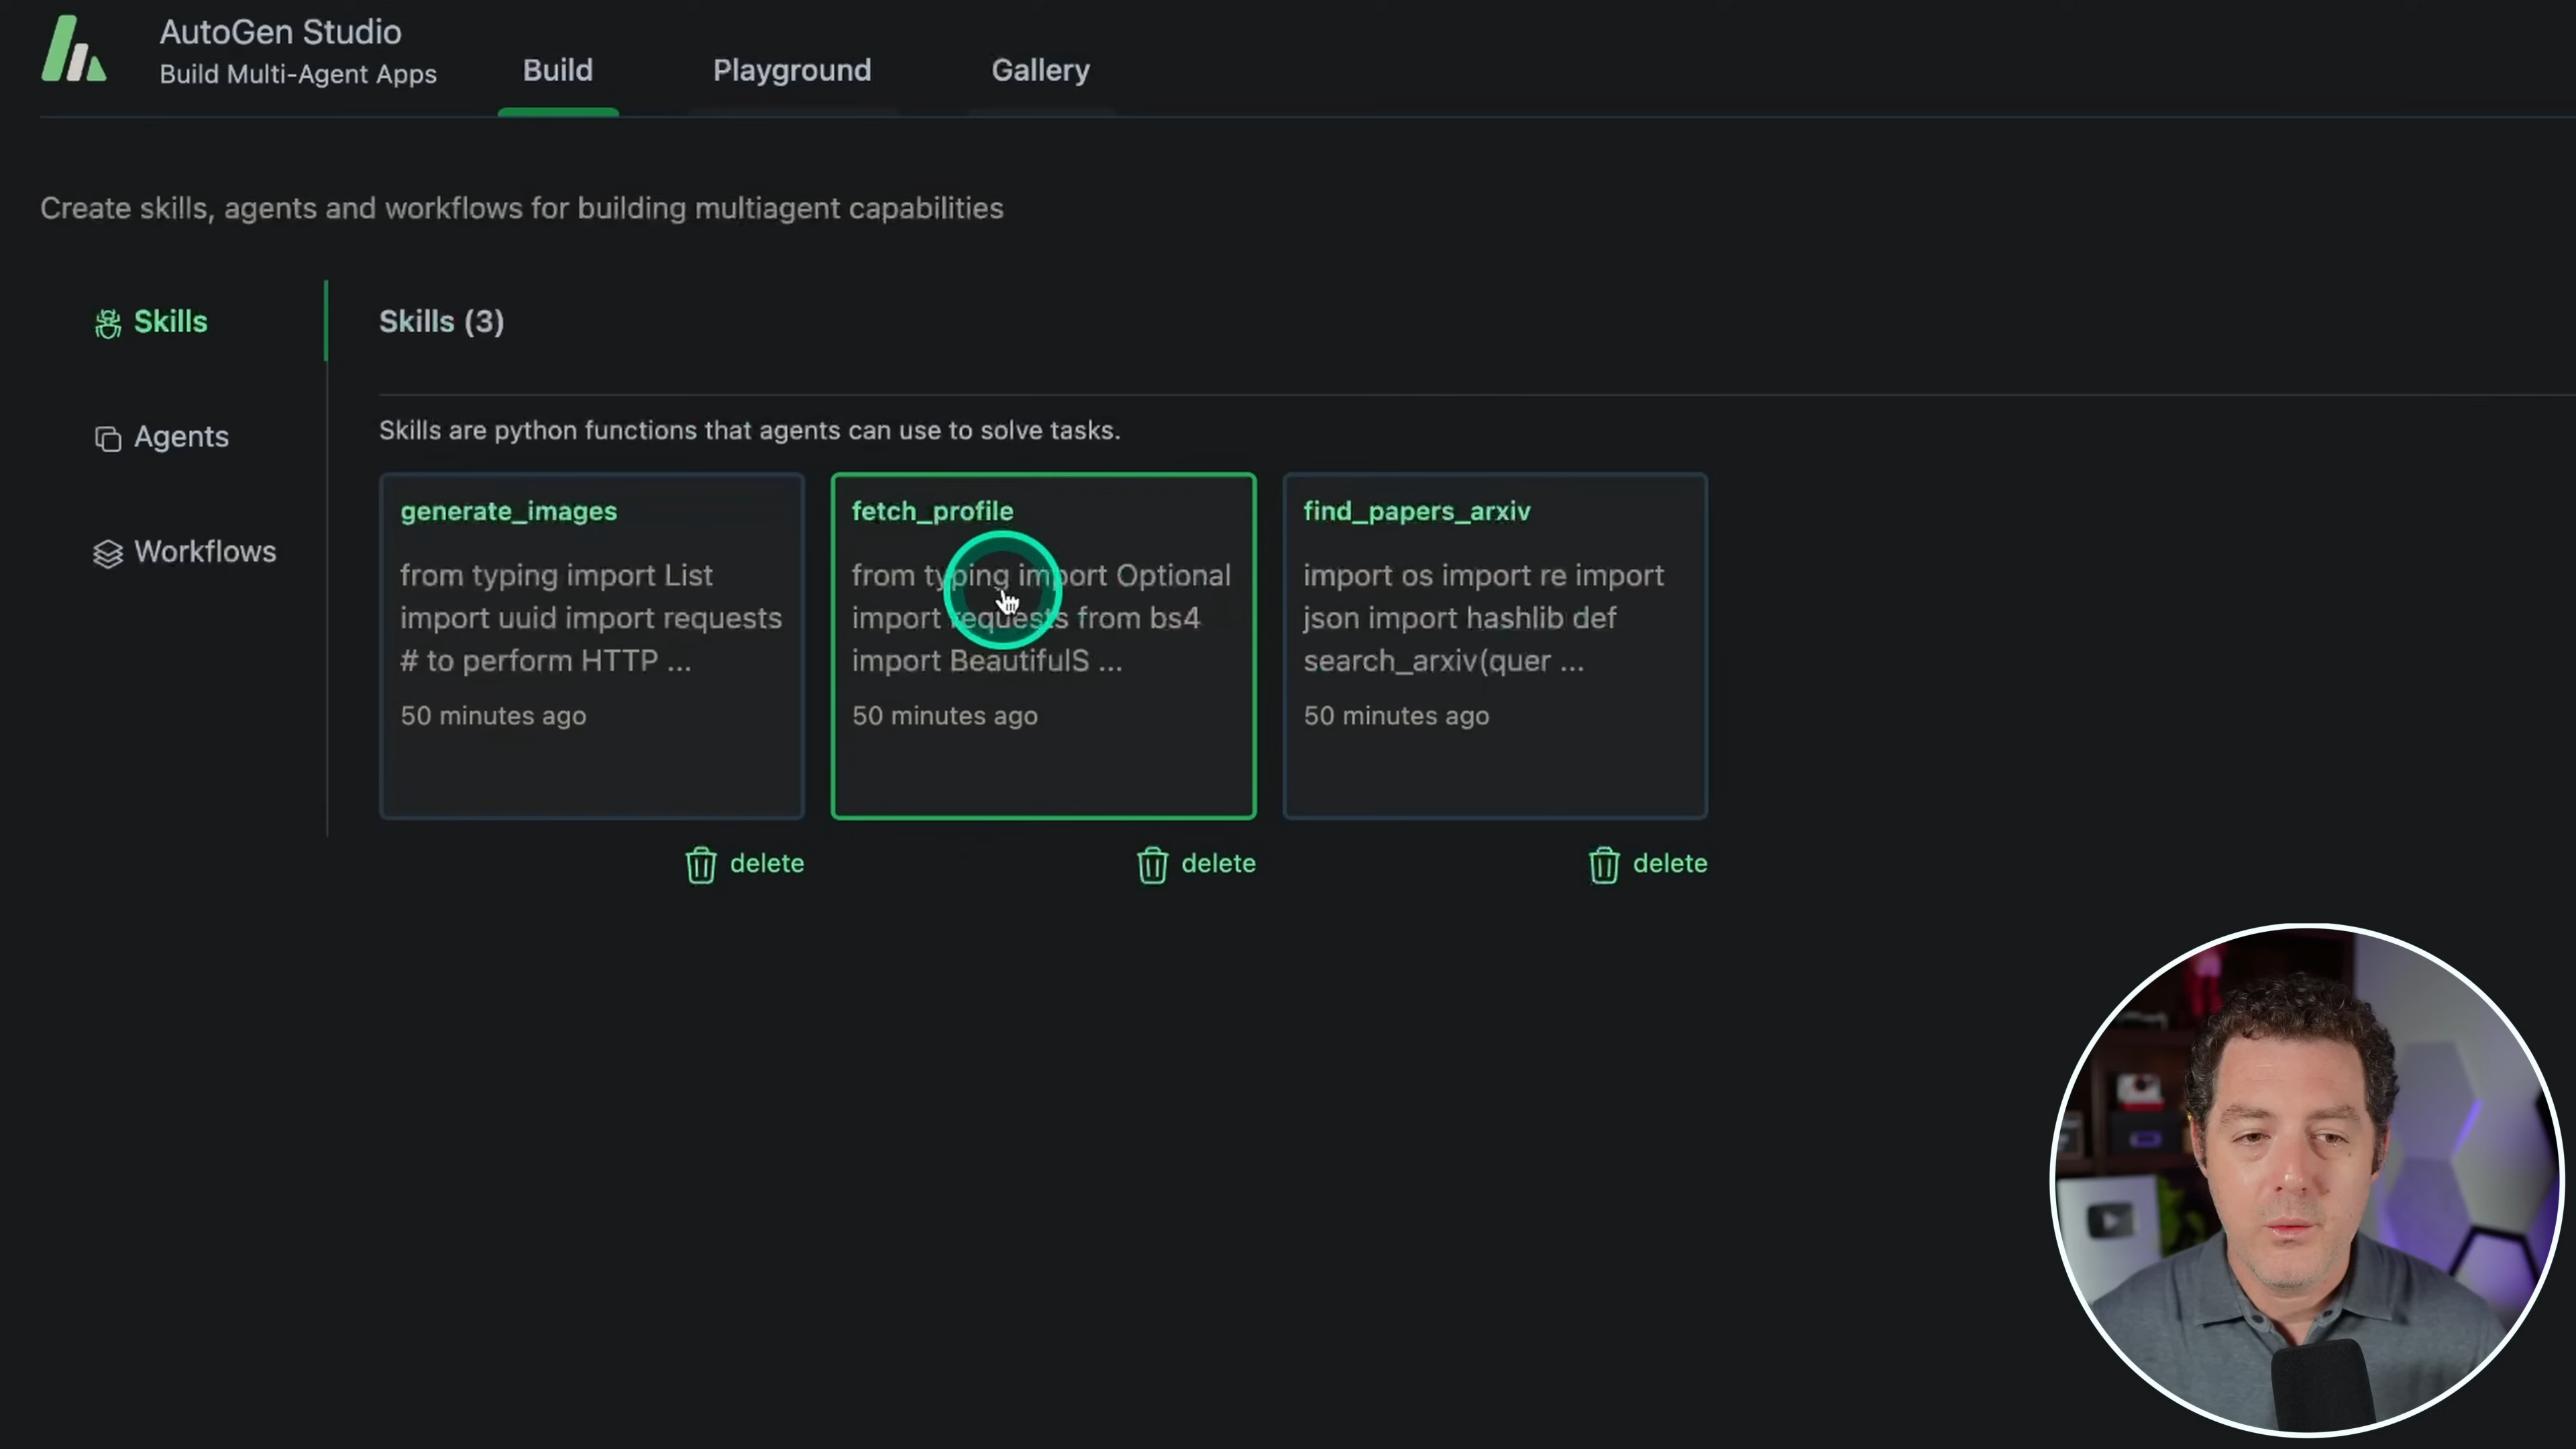 AutoGen Studio
Build Multi-Agent Apps
Build
Playground
Gallery
Create skills, agents and workflows for building multiagent capabilities
Skills
Agents
Workflows
Skills (3)
Skills are python functions that agents can use to solve tasks.
generate_images
from typing import List
import uuid import requests
# to perform HTTP ...
50 minutes ago
delete
fetch_profile
from typing import Optional
import requests from bs4
import BeautifulS ...
50 minutes ago
delete
find_papers_arxiv
import os import re import
json import hashlib def
search_arxiv(quer ...
50 minutes ago
delete